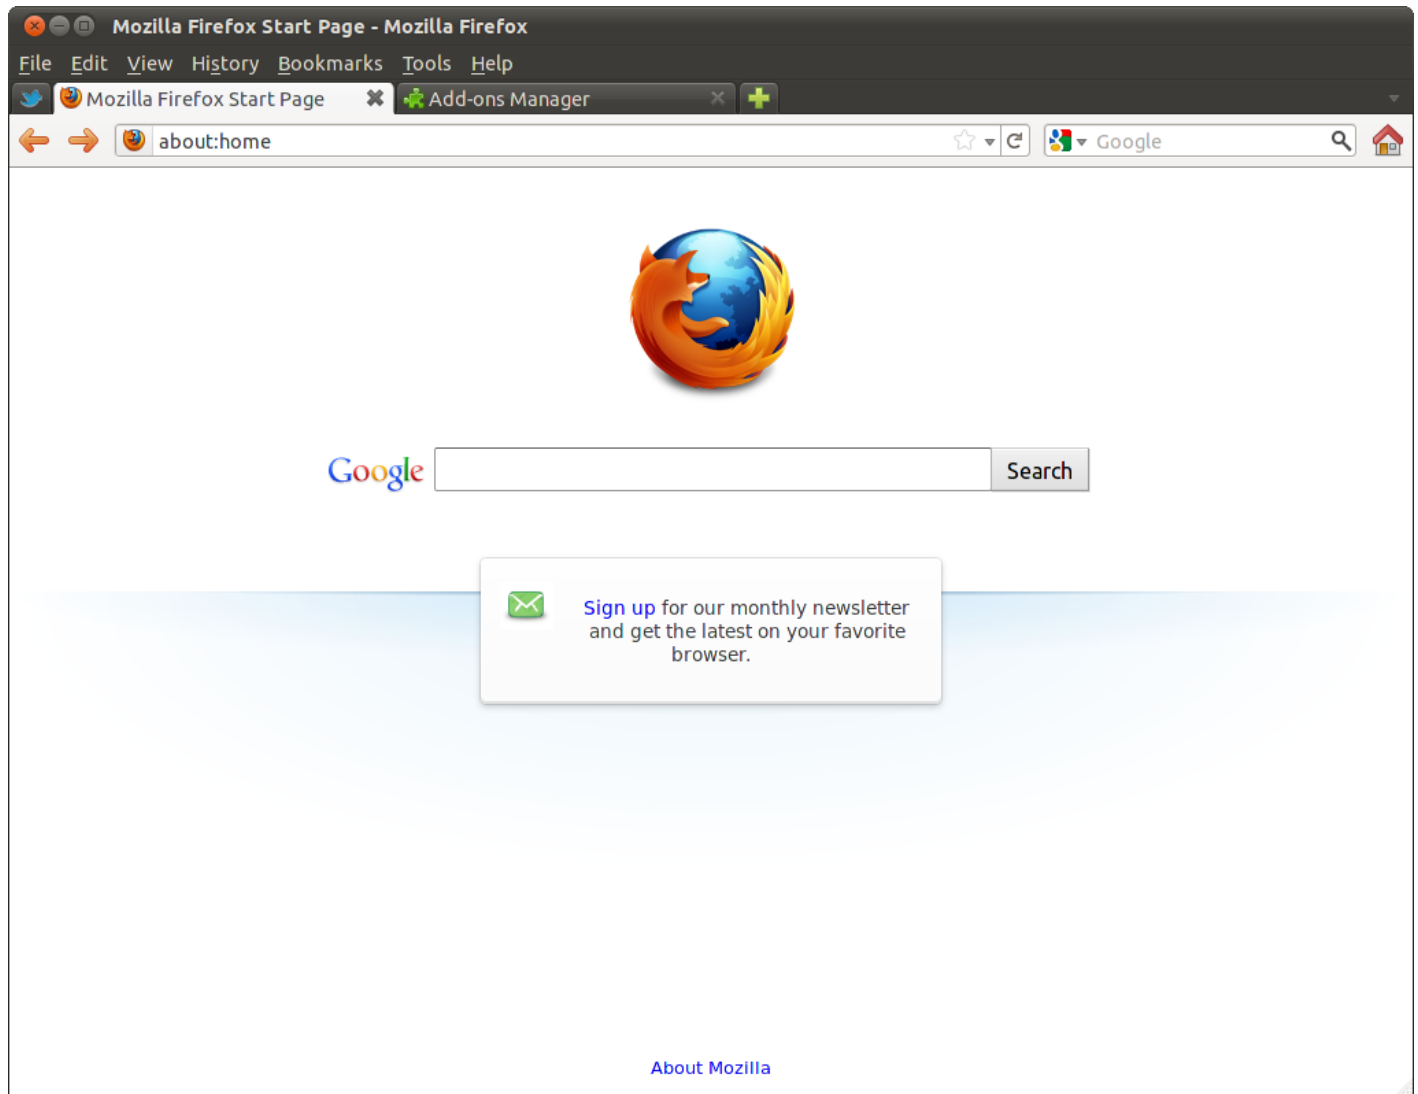 Mozilla Firefox Start Page - Mozilla Firefox
File Edit View History Bookmarks Tools Help
Mozilla Firefox Start Page Add-ons Manager
about:home Google
Google Search
Sign up for our monthly newsletter
and get the latest on your favorite
browser.
About Mozilla